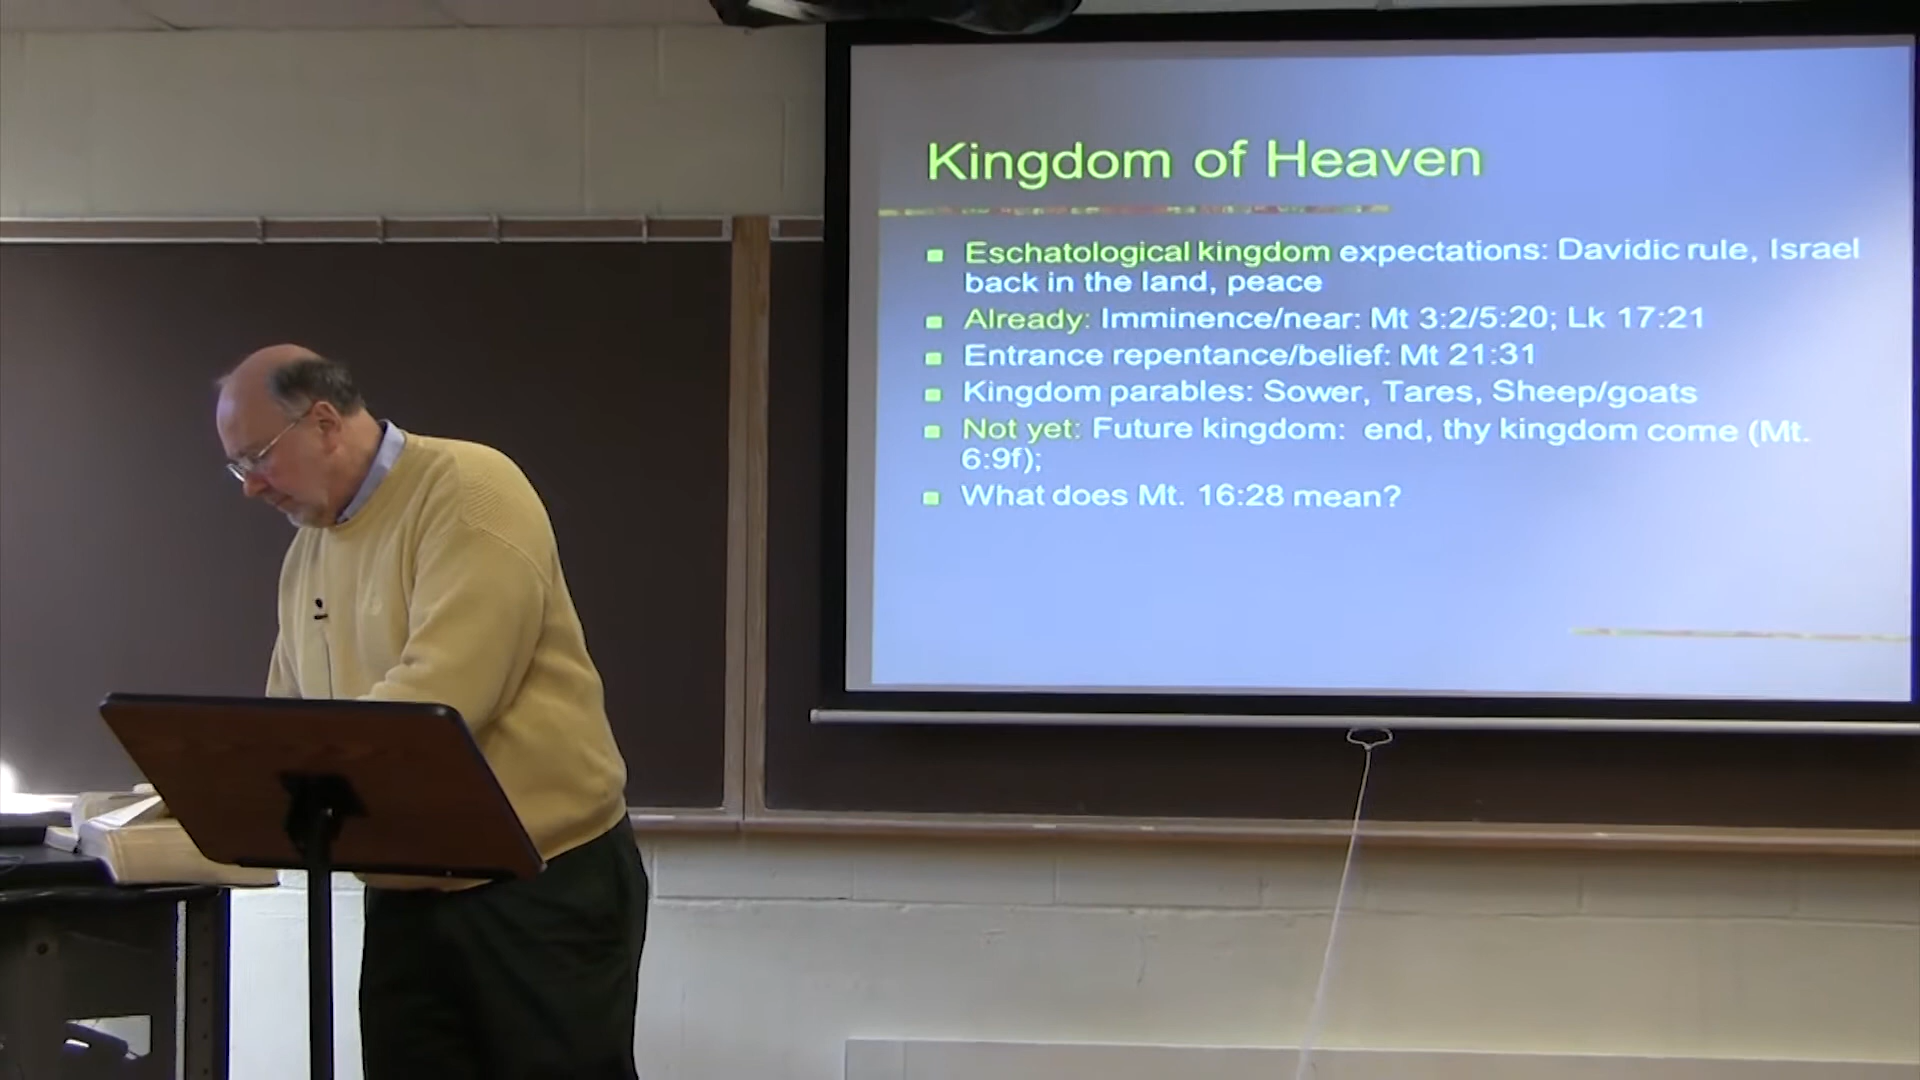 Kingdom of Heaven
Eschatological kingdom expectations: Davidic rule, Israel
back in the land, peace
Already: Imminence/near: Mt 3:2/5:20; Lk 17:21
Entrance repentance/belief: Mt 21:31
Kingdom parables: Sower, Tares, Sheep/goats
Not yet: Future kingdom: end, thy kingdom come (Mt.
6:9f);
What does Mt. 16:28 mean?